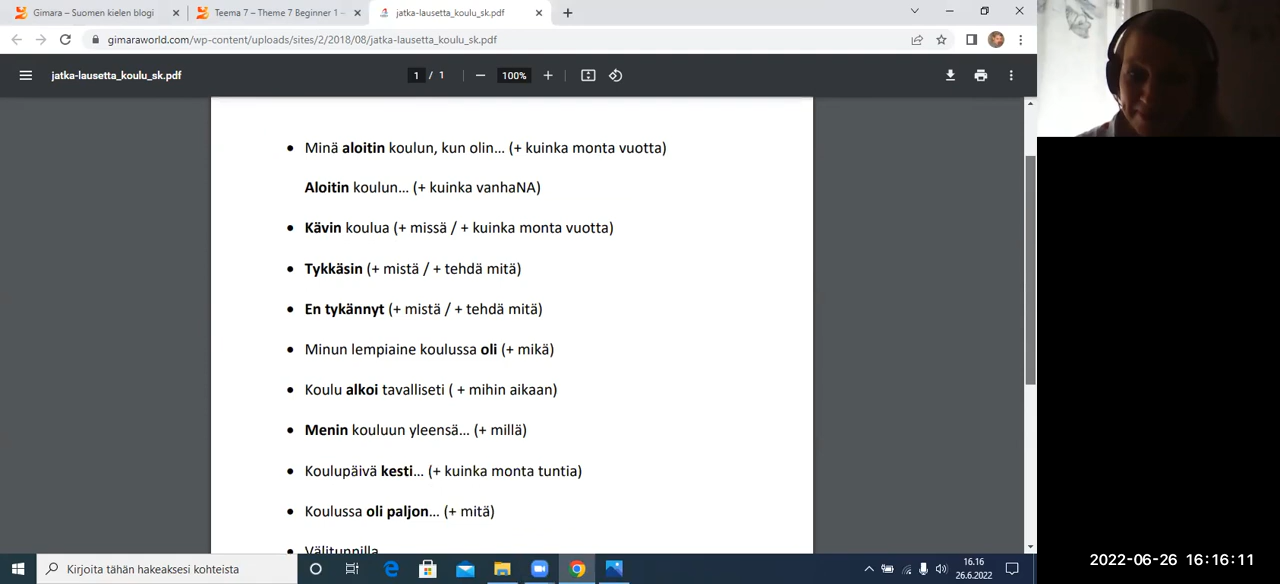 Gimara – Suomen kielen blogi
Teema 7 – Theme 7 Beginner 1 –
jatka-lausetta_koulu_sk.pdf
gimaraworld.com/wp-content/uploads/sites/2/2018/08/jatka-lausetta_koulu_sk.pdf
jatka-lausetta_koulu_sk.pdf
1 / 1
100%
Minä aloitin koulun, kun olin... (+ kuinka monta vuotta)
Aloitin koulun... (+ kuinka vanhaNA)
Kävin koulua (+ missä / + kuinka monta vuotta)
Tykkäsin (+ mistä / + tehdä mitä)
En tykännyt (+ mistä / + tehdä mitä)
Minun lempiaine koulussa oli (+ mikä)
Koulu alkoi tavalliseti ( + mihin aikaan)
Menin kouluun yleensä... (+ millä)
Koulupäivä kesti... (+ kuinka monta tuntia)
Koulussa oli paljon... (+ mitä)
Välitunnilla
Kirjoita tähän hakeaksesi kohteista
16.16
26.6.2022
2022-06-26 16:16:11